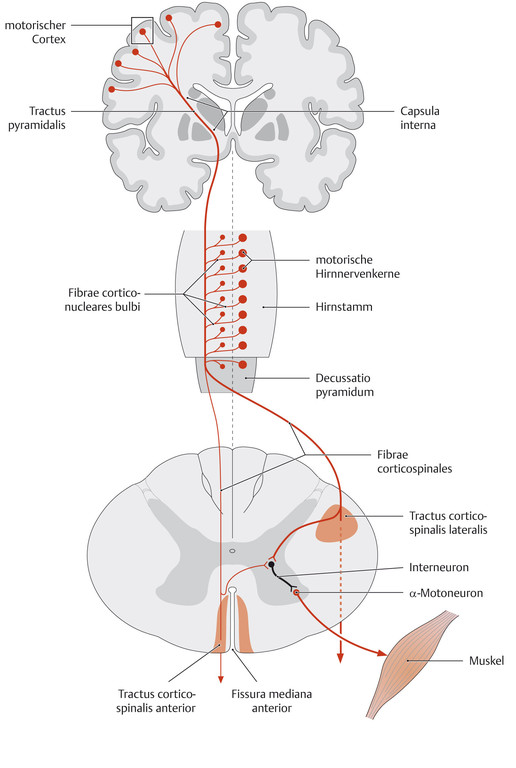 motorischer
Cortex
Tractus
pyramidalis
Capsula
interna
motorische
Hirnnervenkerne
Fibrae cortico-
nucleares bulbi
Hirnstamm
Decussatio
pyramidum
Fibrae
corticospinales
Tractus cortico-
spinalis lateralis
Interneuron
α-Motoneuron
Muskel
Tractus cortico-
spinalis anterior
Fissura mediana
anterior